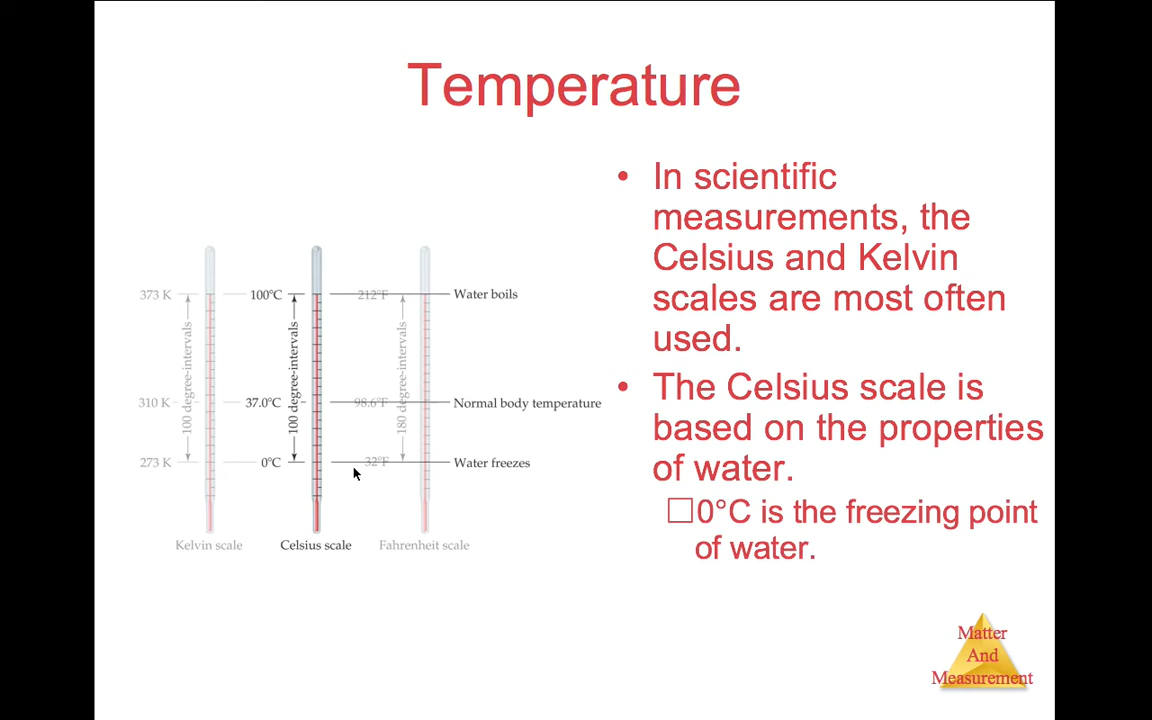 Temperature
• In scientific
measurements, the
Celsius and Kelvin
scales are most often
used.
• The Celsius scale is
based on the properties
of water.
□0°C is the freezing point
of water.
373 K
100°C
212°F
Water boils
100 degree-intervals
100 degree-intervals
180 degree-intervals
310 K
37.0°C
98.6°F
Normal body temperature
273 K
0°C
32°F
Water freezes
Kelvin scale
Celsius scale
Fahrenheit scale
Matter
And
Measurement